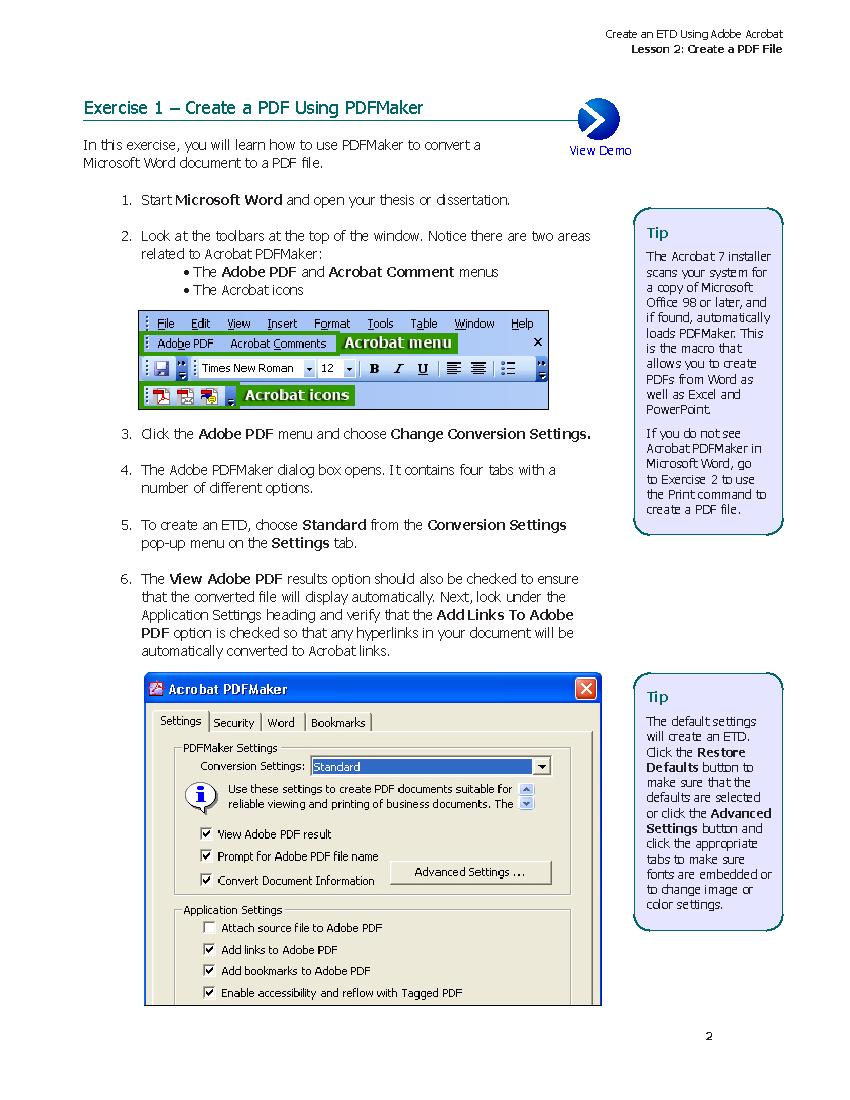 Create an ETD Using Adobe Acrobat
Lesson 2: Create a PDF File
Exercise 1 – Create a PDF Using PDFMaker
View Demo
In this exercise, you will learn how to use PDFMaker to convert a
Microsoft Word document to a PDF file.
1. Start Microsoft Word and open your thesis or dissertation.
2. Look at the toolbars at the top of the window. Notice there are two areas
related to Acrobat PDFMaker:
• The Adobe PDF and Acrobat Comment menus
• The Acrobat icons
File Edit View Insert Format Tools Table Window Help
Adobe PDF Acrobat Comments Acrobat menu
Times New Roman 12 B I U
Acrobat icons
3. Click the Adobe PDF menu and choose Change Conversion Settings.
4. The Adobe PDFMaker dialog box opens. It contains four tabs with a
number of different options.
5. To create an ETD, choose Standard from the Conversion Settings
pop-up menu on the Settings tab.
6. The View Adobe PDF results option should also be checked to ensure
that the converted file will display automatically. Next, look under the
Application Settings heading and verify that the Add Links To Adobe
PDF option is checked so that any hyperlinks in your document will be
automatically converted to Acrobat links.
Acrobat PDFMaker
Settings Security Word Bookmarks
PDFMaker Settings
Conversion Settings: Standard
Use these settings to create PDF documents suitable for
reliable viewing and printing of business documents. The
View Adobe PDF result
Prompt for Adobe PDF file name
Convert Document Information
Advanced Settings ...
Application Settings
Attach source file to Adobe PDF
Add links to Adobe PDF
Add bookmarks to Adobe PDF
Enable accessibility and reflow with Tagged PDF
Tip
The Acrobat 7 installer
scans your system for
a copy of Microsoft
Office 98 or later, and
if found, automatically
loads PDFMaker. This
is the macro that
allows you to create
PDFs from Word as
well as Excel and
PowerPoint.
If you do not see
Acrobat PDFMaker in
Microsoft Word, go
to Exercise 2 to use
the Print command to
create a PDF file.
Tip
The default settings
will create an ETD.
Click the Restore
Defaults button to
make sure that the
defaults are selected
or click the Advanced
Settings button and
click the appropriate
tabs to make sure
fonts are embedded or
to change image or
color settings.
2